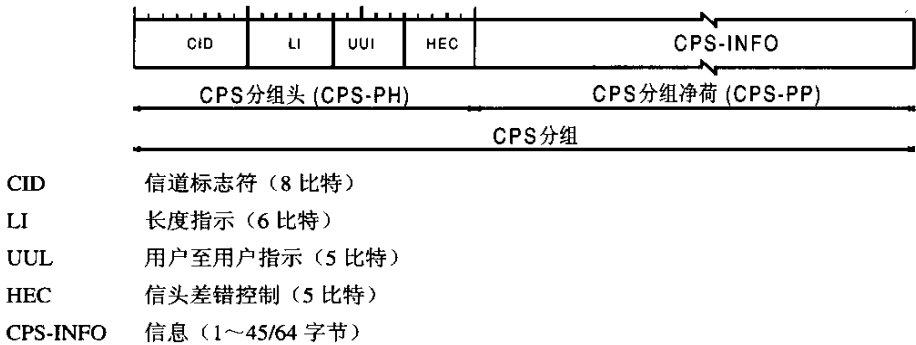 CID LI UUI HEC CPS-INFO
CPS分组头 (CPS-PH) CPS分组净荷 (CPS-PP)
CPS分组
CID 信道标志符（8 比特）
LI 长度指示（6 比特）
UUL 用户至用户指示（5 比特）
HEC 信头差错控制（5 比特）
CPS-INFO 信息（1～45/64 字节）